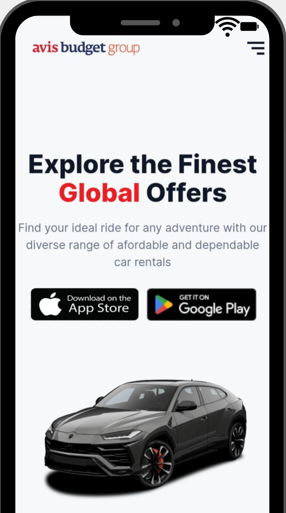 avis budget group
Explore the Finest
Global Offers
Find your ideal ride for any adventure with our
diverse range of afordable and dependable
car rentals
Download on the
App Store
GET IT ON
Google Play